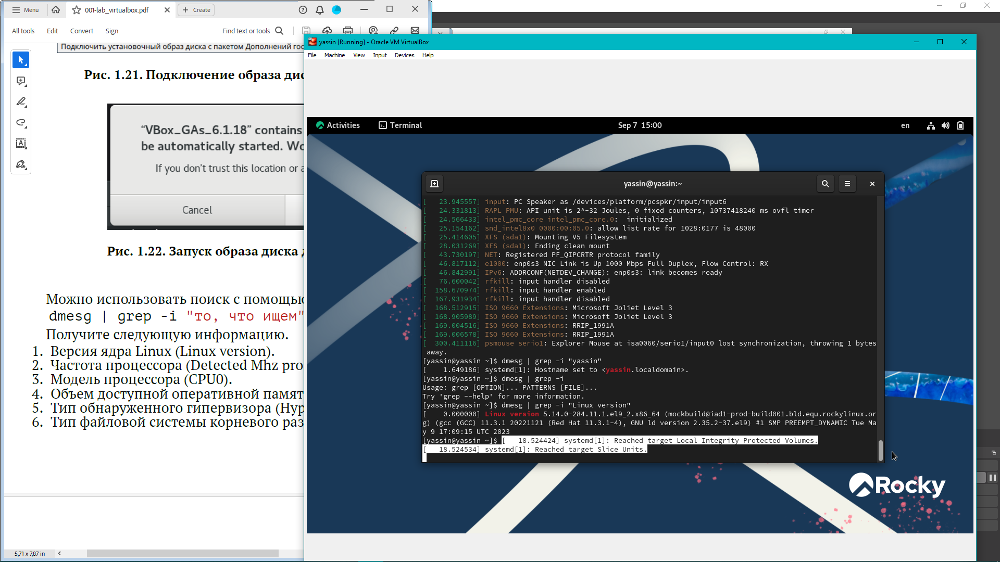 Menu
001-lab_virtualbox.pdf
Create
All tools
Edit
Convert
Sign
Find text or tools
Подключить установочный образ диска с пакетом Дополнений гос
Рис. 1.21. Подключение образа дис
“VBox_GAs_6.1.18” contains
be automatically started. Wo
If you don’t trust this location or a
Cancel
Рис. 1.22. Запуск образа диска д
Можно использовать поиск с помощью
dmesg | grep -i "то, что ищем"
Получите следующую информацию.
1. Версия ядра Linux (Linux version).
2. Частота процессора (Detected Mhz pro
3. Модель процессора (CPU0).
4. Объем доступной оперативной памят
5. Тип обнаруженного гипервизора (Hyp
6. Тип файловой системы корневого раз
5,71 x 7,87 in
yassin [Running] - Oracle VM VirtualBox
File Machine View Input Devices Help
Activities
Terminal
Sep 7 15:00
en
yassin@yassin:~
[   23.945557] input: PC Speaker as /devices/platform/pcspkr/input/input6
[   24.331813] RAPL PMU: API unit is 2^-32 Joules, 0 fixed counters, 10737418240 ms ovfl timer
[   24.566433] intel_pmc_core intel_pmc_core.0:  initialized
[   25.154162] snd_intel8x0 0000:00:05.0: allow list rate for 1028:0177 is 48000
[   25.414605] XFS (sda1): Mounting V5 Filesystem
[   28.031269] XFS (sda1): Ending clean mount
[   43.730197] NET: Registered PF_QIPCRTR protocol family
[   46.817112] e1000: enp0s3 NIC Link is Up 1000 Mbps Full Duplex, Flow Control: RX
[   46.842991] IPv6: ADDRCONF(NETDEV_CHANGE): enp0s3: link becomes ready
[   76.600042] rfkill: input handler disabled
[  158.670974] rfkill: input handler enabled
[  167.931934] rfkill: input handler disabled
[  168.512915] ISO 9660 Extensions: Microsoft Joliet Level 3
[  168.905989] ISO 9660 Extensions: Microsoft Joliet Level 3
[  169.004516] ISO 9660 Extensions: RRIP_1991A
[  169.006578] ISO 9660 Extensions: RRIP_1991A
[  300.411116] psmouse serio1: Explorer Mouse at isa0060/serio1/input0 lost synchronization, throwing 1 bytes
away.
[yassin@yassin ~]$ dmesg | grep -i "yassin"
[    1.649186] systemd[1]: Hostname set to <yassin.localdomain>.
[yassin@yassin ~]$ dmesg | grep -i
Usage: grep [OPTION]... PATTERNS [FILE]...
Try 'grep --help' for more information.
[yassin@yassin ~]$ dmesg | grep -i "Linux version"
[    0.000000] Linux version 5.14.0-284.11.1.el9_2.x86_64 (mockbuild@iad1-prod-build001.bld.equ.rockylinux.or
g) (gcc (GCC) 11.3.1 20221121 (Red Hat 11.3.1-4), GNU ld version 2.35.2-37.el9) #1 SMP PREEMPT_DYNAMIC Tue Ma
y 9 17:09:15 UTC 2023
[yassin@yassin ~]$ [   18.524424] systemd[1]: Reached target Local Integrity Protected Volumes.
[   18.524534] systemd[1]: Reached target Slice Units.
Rocky